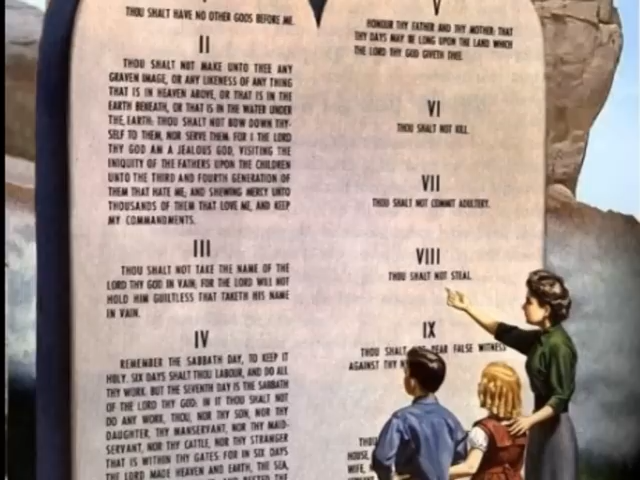 THOU SHALT HAVE NO OTHER GODS BEFORE ME.
II
THOU SHALT NOT MAKE UNTO THEE ANY
GRAVEN IMAGE, OR ANY LIKENESS OF ANY THING
THAT IS IN HEAVEN ABOVE, OR THAT IS IN THE
EARTH BENEATH, OR THAT IS IN THE WATER UNDER
THE EARTH: THOU SHALT NOT BOW DOWN THY-
SELF TO THEM, NOR SERVE THEM: FOR I THE LORD
THY GOD AM A JEALOUS GOD, VISITING THE
INIQUITY OF THE FATHERS UPON THE CHILDREN
UNTO THE THIRD AND FOURTH GENERATION OF
THEM THAT HATE ME; AND SHEWING MERCY UNTO
THOUSANDS OF THEM THAT LOVE ME, AND KEEP
MY COMMANDMENTS.
III
THOU SHALT NOT TAKE THE NAME OF THE
LORD THY GOD IN VAIN; FOR THE LORD WILL NOT
HOLD HIM GUILTLESS THAT TAKETH HIS NAME
IN VAIN.
IV
REMEMBER THE SABBATH DAY, TO KEEP IT
HOLY. SIX DAYS SHALT THOU LABOUR, AND DO ALL
THY WORK: BUT THE SEVENTH DAY IS THE SABBATH
OF THE LORD THY GOD: IN IT THOU SHALT NOT
DO ANY WORK, THOU, NOR THY SON, NOR THY
DAUGHTER, THY MANSERVANT, NOR THY MAID-
SERVANT, NOR THY CATTLE, NOR THY STRANGER
THAT IS WITHIN THY GATES: FOR IN SIX DAYS
THE LORD MADE HEAVEN AND EARTH, THE SEA,
V
HONOUR THY FATHER AND THY MOTHER: THAT
THY DAYS MAY BE LONG UPON THE LAND WHICH
THE LORD THY GOD GIVETH THEE.
VI
THOU SHALT NOT KILL.
VII
THOU SHALT NOT COMMIT ADULTERY.
VIII
THOU SHALT NOT STEAL.
IX
THOU SHALT NOT BEAR FALSE WITNESS
AGAINST THY N
THOU
HOUSE,
WIFE, N